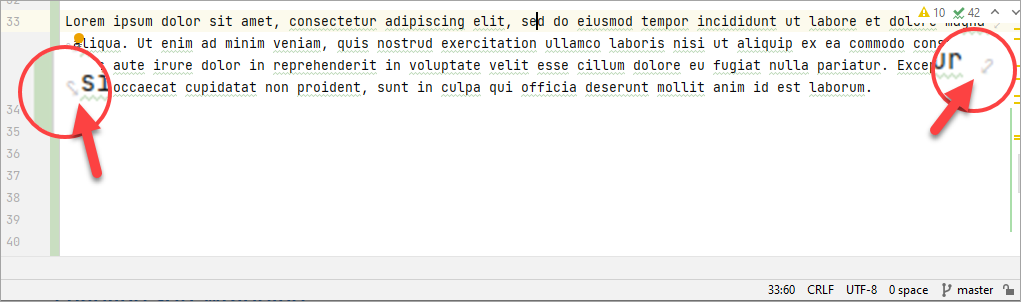 33 Lorem ipsum dolor sit amet, consectetur adipiscing elit, sed do eiusmod tempor incididunt ut labore et dolore magna
10 42
aliqua. Ut enim ad minim veniam, quis nostrud exercitation ullamco laboris nisi ut aliquip ex ea commodo cons
aute irure dolor in reprehenderit in voluptate velit esse cillum dolore eu fugiat nulla pariatur. Excep ur
si occaecat cupidatat non proident, sunt in culpa qui officia deserunt mollit anim id est laborum.
34
35
36
37
38
39
40
33:60 CRLF UTF-8 0 space master